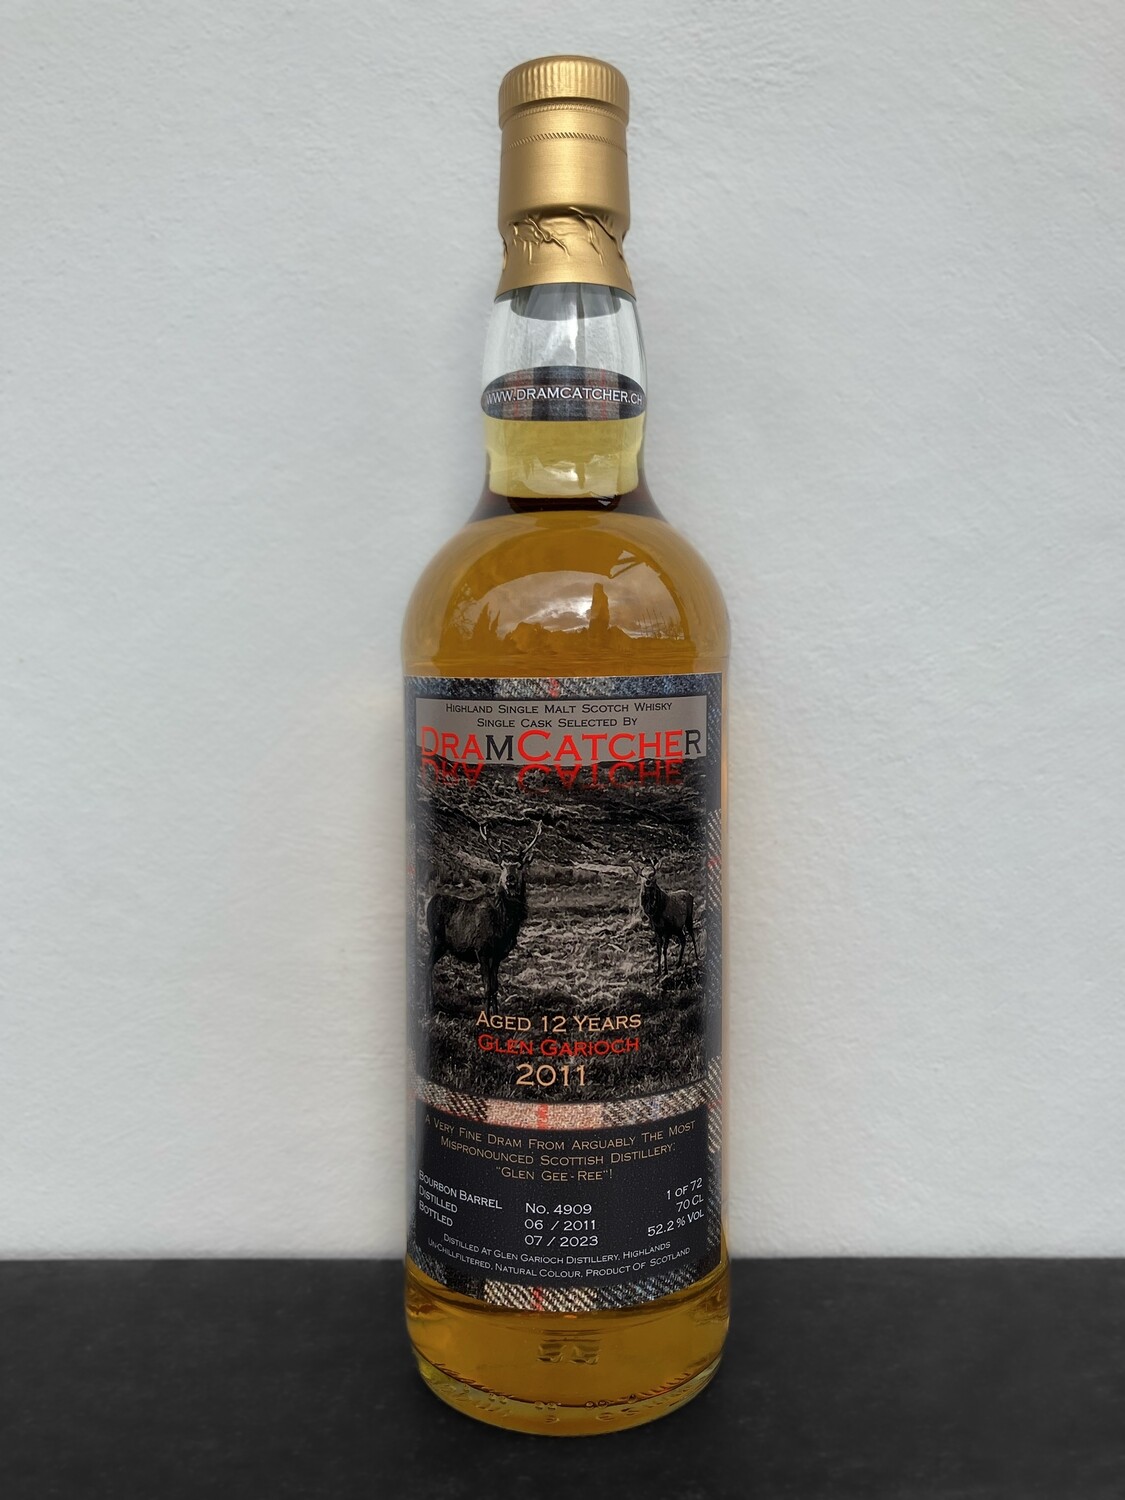 WWW.DRAMCATCHER.CH
Highland Single Malt Scotch Whisky
Single Cask Selected By
DRAMCATCHER
Aged 12 Years
Glen Garioch
2011
A Very Fine Dram From Arguably The Most
Mispronounced Scottish Distillery:
"Glen Gee-Ree"!
Bourbon Barrel No. 4909 1 of 72
Distilled 06 / 2011 70 CL
Bottled 07 / 2023 52.2 % Vol
Distilled At Glen Garioch Distillery, Highlands
UnChillfiltered, Natural Colour, Product Of Scotland